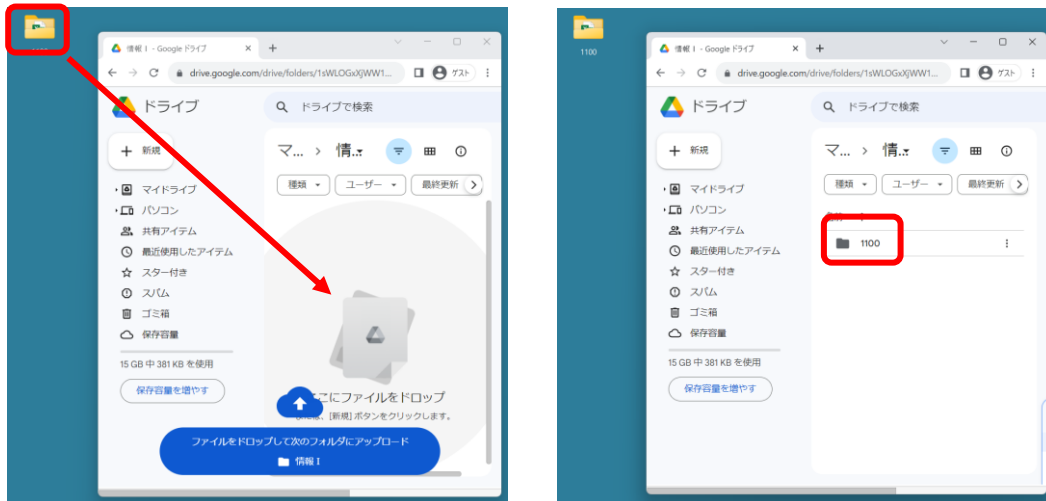 情報 I - Google ドライブ
drive.google.com/drive/folders/1sWLOGxXjWW1...
ゲスト
ドライブ
ドライブで検索
新規
マ... › 情...
種類
ユーザー
最終更新
マイドライブ
パソコン
共有アイテム
最近使用したアイテム
スター付き
スパム
ゴミ箱
保存容量
15 GB 中 381 KB を使用
保存容量を増やす
ここにファイルをドロップ
[新規] ボタンをクリックします。
ファイルをドロップして次のフォルダにアップロード
情報 I
1100
情報 I - Google ドライブ
drive.google.com/drive/folders/1sWLOGxXjWW1...
ゲスト
ドライブ
ドライブで検索
新規
マ... › 情...
種類
ユーザー
最終更新
マイドライブ
パソコン
共有アイテム
最近使用したアイテム
スター付き
スパム
ゴミ箱
保存容量
15 GB 中 381 KB を使用
保存容量を増やす
1100